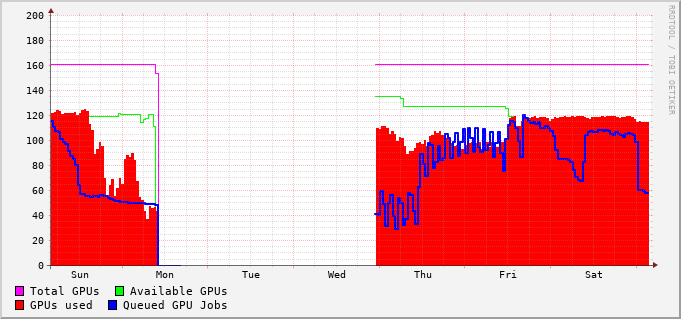 RRDTOOL / TOBI OETIKER
200
180
160
140
120
100
80
60
40
20
0
Sun Mon Tue Wed Thu Fri Sat
Total GPUs Available GPUs
GPUs used Queued GPU Jobs